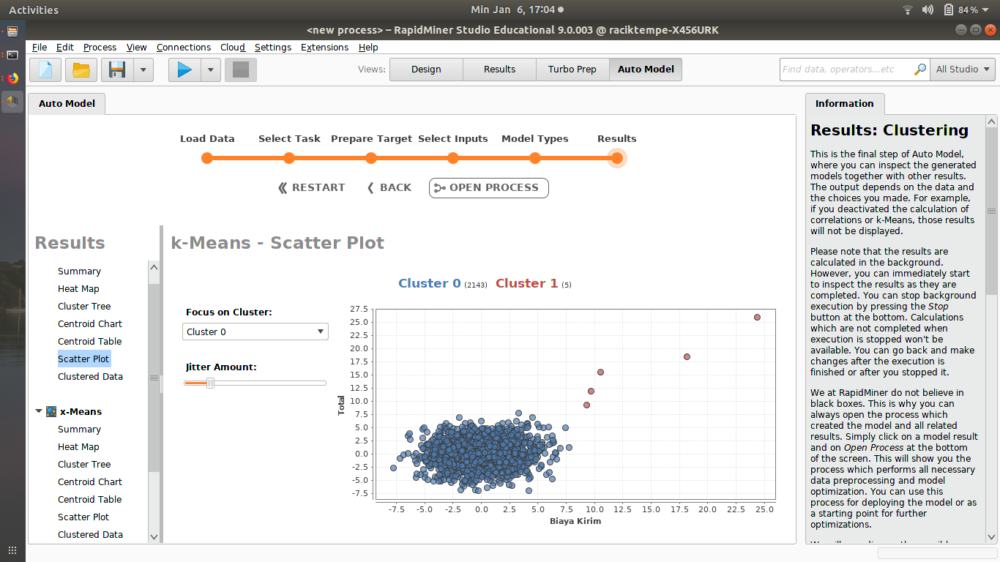 Activities
Min Jan 6, 17:04
84%
<new process> – RapidMiner Studio Educational 9.0.003 @ raciktempe-X456URK
File Edit Process View Connections Cloud Settings Extensions Help
Views: Design Results Turbo Prep Auto Model
Find data, operators...etc
All Studio
Auto Model
Load Data Select Task Prepare Target Select Inputs Model Types Results
RESTART BACK OPEN PROCESS
Results
Summary
Heat Map
Cluster Tree
Centroid Chart
Centroid Table
Scatter Plot
Clustered Data
x-Means
Summary
Heat Map
Cluster Tree
Centroid Chart
Centroid Table
Scatter Plot
Clustered Data
k-Means - Scatter Plot
Cluster 0 (2143) Cluster 1 (5)
Focus on Cluster:
Cluster 0
Jitter Amount:
Total
27.5
25.0
22.5
20.0
17.5
15.0
12.5
10.0
7.5
5.0
2.5
0.0
-2.5
-5.0
-7.5
-7.5 -5.0 -2.5 0.0 2.5 5.0 7.5 10.0 12.5 15.0 17.5 20.0 22.5 25.0
Biaya Kirim
Information
Results: Clustering
This is the final step of Auto Model,
where you can inspect the generated
models together with other results.
The output depends on the data and
the choices you made. For example,
if you deactivated the calculation of
correlations or k-Means, those results
will not be displayed.
Please note that the results are
calculated in the background.
However, you can immediately start
to inspect the results as they are
completed. You can stop background
execution by pressing the Stop
button at the bottom. Calculations
which are not completed when
execution is stopped won't be
available. You can go back and make
changes after the execution is
finished or after you stopped it.
We at RapidMiner do not believe in
black boxes. This is why you can
always open the process which
created the model and all related
results. Simply click on a model result
and on Open Process at the bottom
of the screen. This will show you the
process which performs all necessary
data preprocessing and model
optimization. You can use this
process for deploying the model or as
a starting point for further
optimizations.